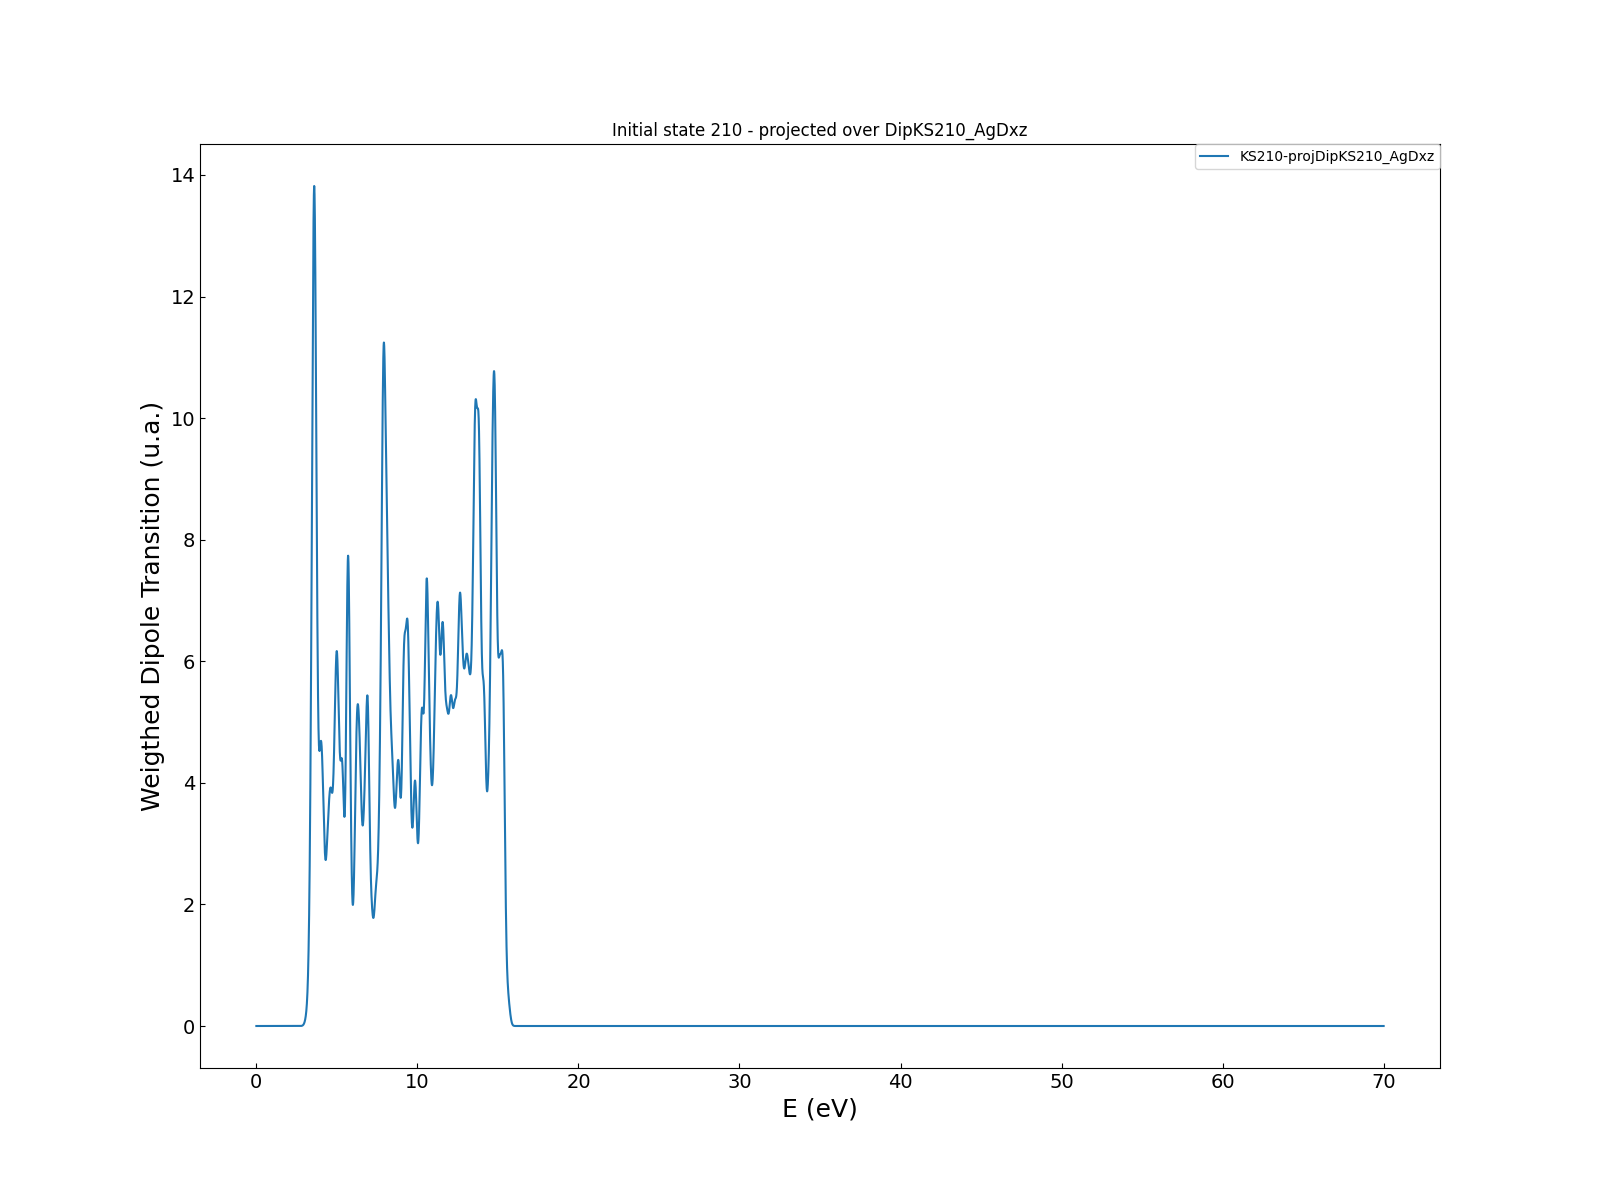 Initial state 210 - projected over DipKS210_AgDxz
KS210-projDipKS210_AgDxz
14
12
10
8
6
4
2
0
Weigthed Dipole Transition (u.a.)
0 10 20 30 40 50 60 70
E (eV)